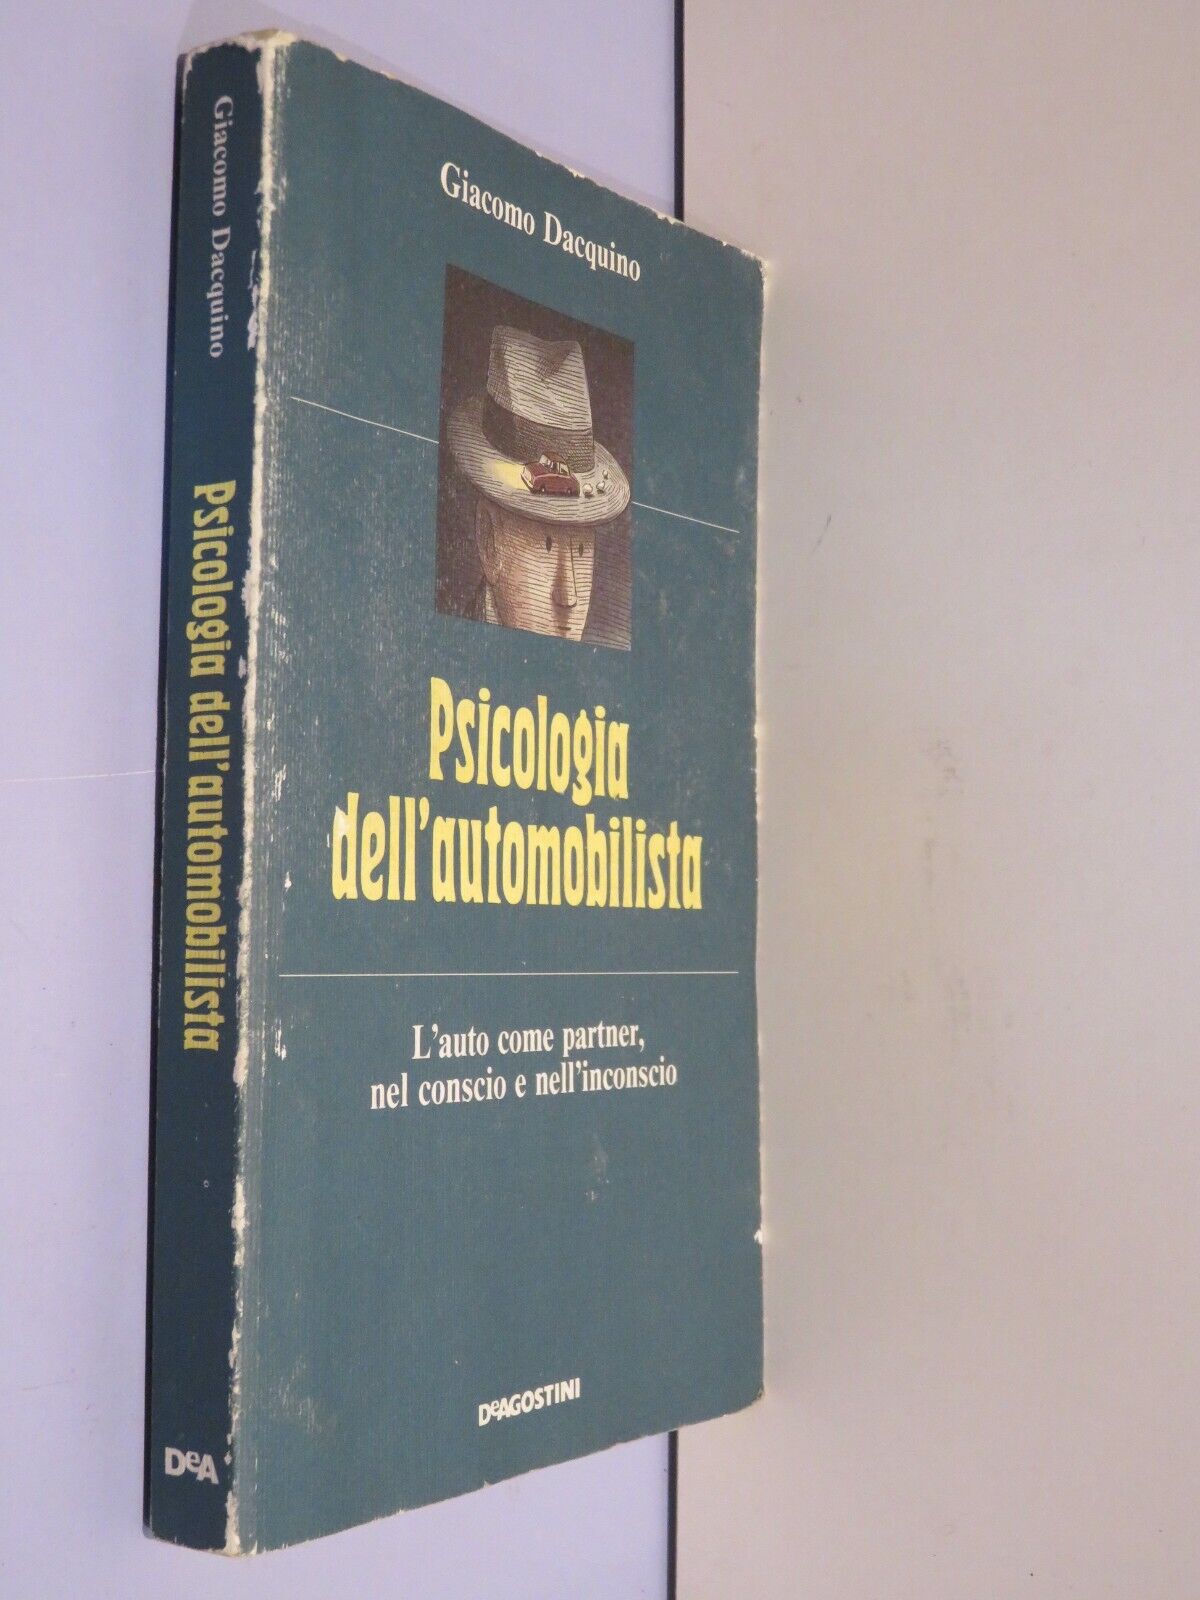 Giacomo Dacquino
Psicologia dell'automobilista
DeA
Giacomo Dacquino
Psicologia
dell'automobilista
L'auto come partner,
nel conscio e nell'inconscio
DeAGOSTINI